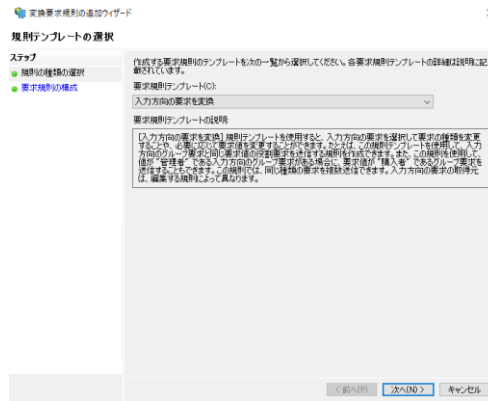 変換要求規則の追加ウィザード
規則テンプレートの選択
ステップ
規則の種類の選択
要求規則の構成
作成する要求規則のテンプレートを次の一覧から選択してください。各要求規則テンプレートの詳細は説明に記
載されています。
要求規則テンプレート(C):
入力方向の要求を変換
要求規則テンプレートの説明:
[入力方向の要求を変換] 規則テンプレートを使用すると、入力方向の要求を選択して要求の種類を変更
することや、必要に応じて要求値を変更することができます。たとえば、この規則テンプレートを使用して、入力
方向のグループ要求と同じ要求値の役割要求を送信する規則を作成できます。また、この規則を使用して、
値が "管理者" である入力方向のグループ要求がある場合に、要求値が "購入者" であるグループ要求を
送信することもできます。この規則では、同じ種類の要求を複数送信できます。入力方向の要求の取得元
は、編集する規則によって異なります。
< 前へ(P)
次へ(N) >
キャンセル